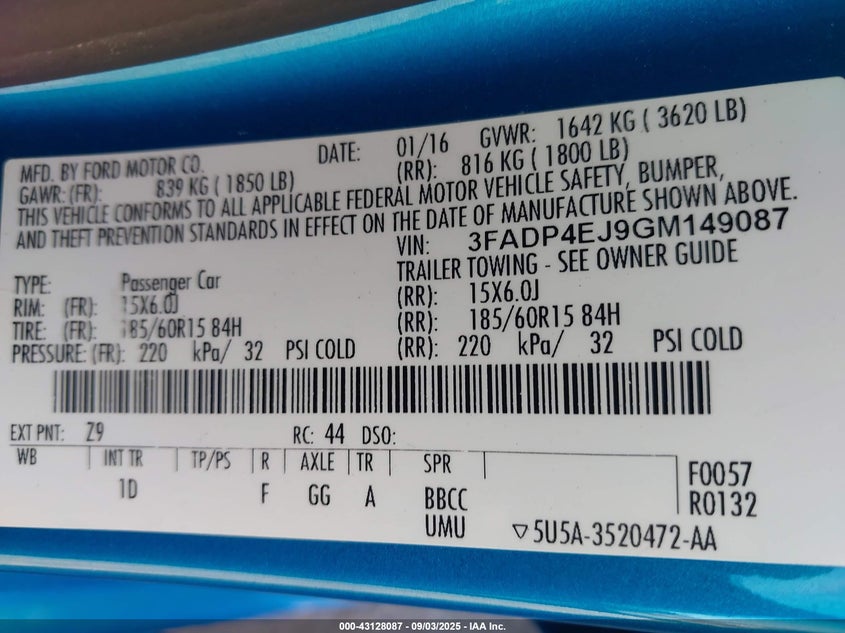 MFD. BY FORD MOTOR CO. DATE: 01/16 GVWR: 1642 KG ( 3620 LB)
GAWR: (FR): 839 KG ( 1850 LB) (RR): 816 KG ( 1800 LB)
THIS VEHICLE CONFORMS TO ALL APPLICABLE FEDERAL MOTOR VEHICLE SAFETY, BUMPER,
AND THEFT PREVENTION STANDARDS IN EFFECT ON THE DATE OF MANUFACTURE SHOWN ABOVE.
VIN: 3FADP4EJ9GM149087
TYPE: Passenger Car TRAILER TOWING - SEE OWNER GUIDE
RIM: (FR): 15X6.0J (RR): 15X6.0J
TIRE: (FR): 185/60R15 84H (RR): 185/60R15 84H
PRESSURE: (FR): 220 kPa/ 32 PSI COLD (RR): 220 kPa/ 32 PSI COLD
EXT PNT: Z9 RC: 44 DSO:
WB INT TR TP/PS R AXLE TR SPR
1D F GG A BBCC
UMU
F0057
R0132
▽5U5A-3520472-AA
000-43128087 - 09/03/2025 - IAA Inc.